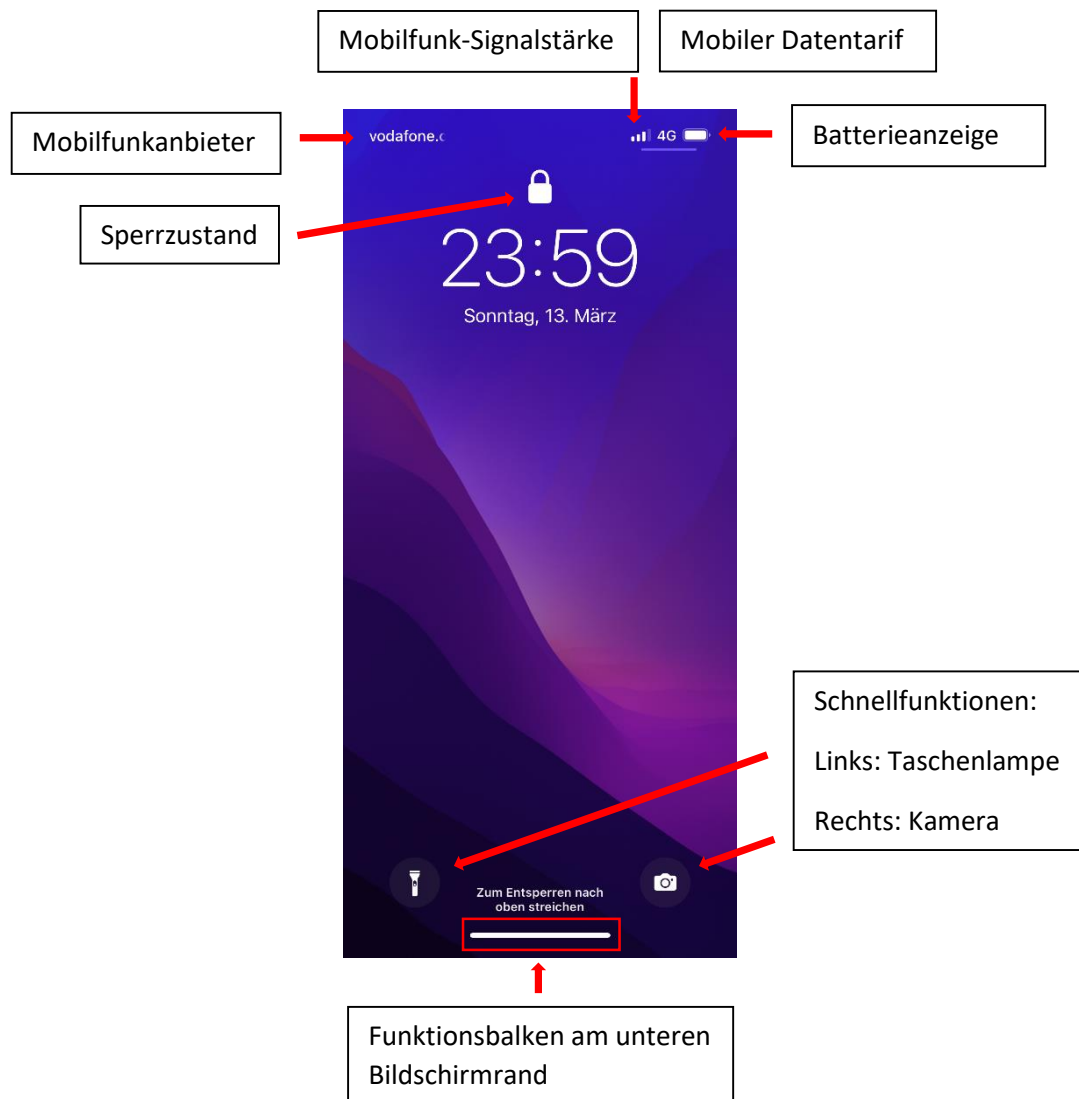 Mobilfunk-Signalstärke
Mobiler Datentarif
Mobilfunkanbieter
vodafone.c
4G
Batterieanzeige
Sperrzustand
23:59
Sonntag, 13. März
Schnellfunktionen:
Links: Taschenlampe
Rechts: Kamera
Zum Entsperren nach
oben streichen
Funktionsbalken am unteren
Bildschirmrand